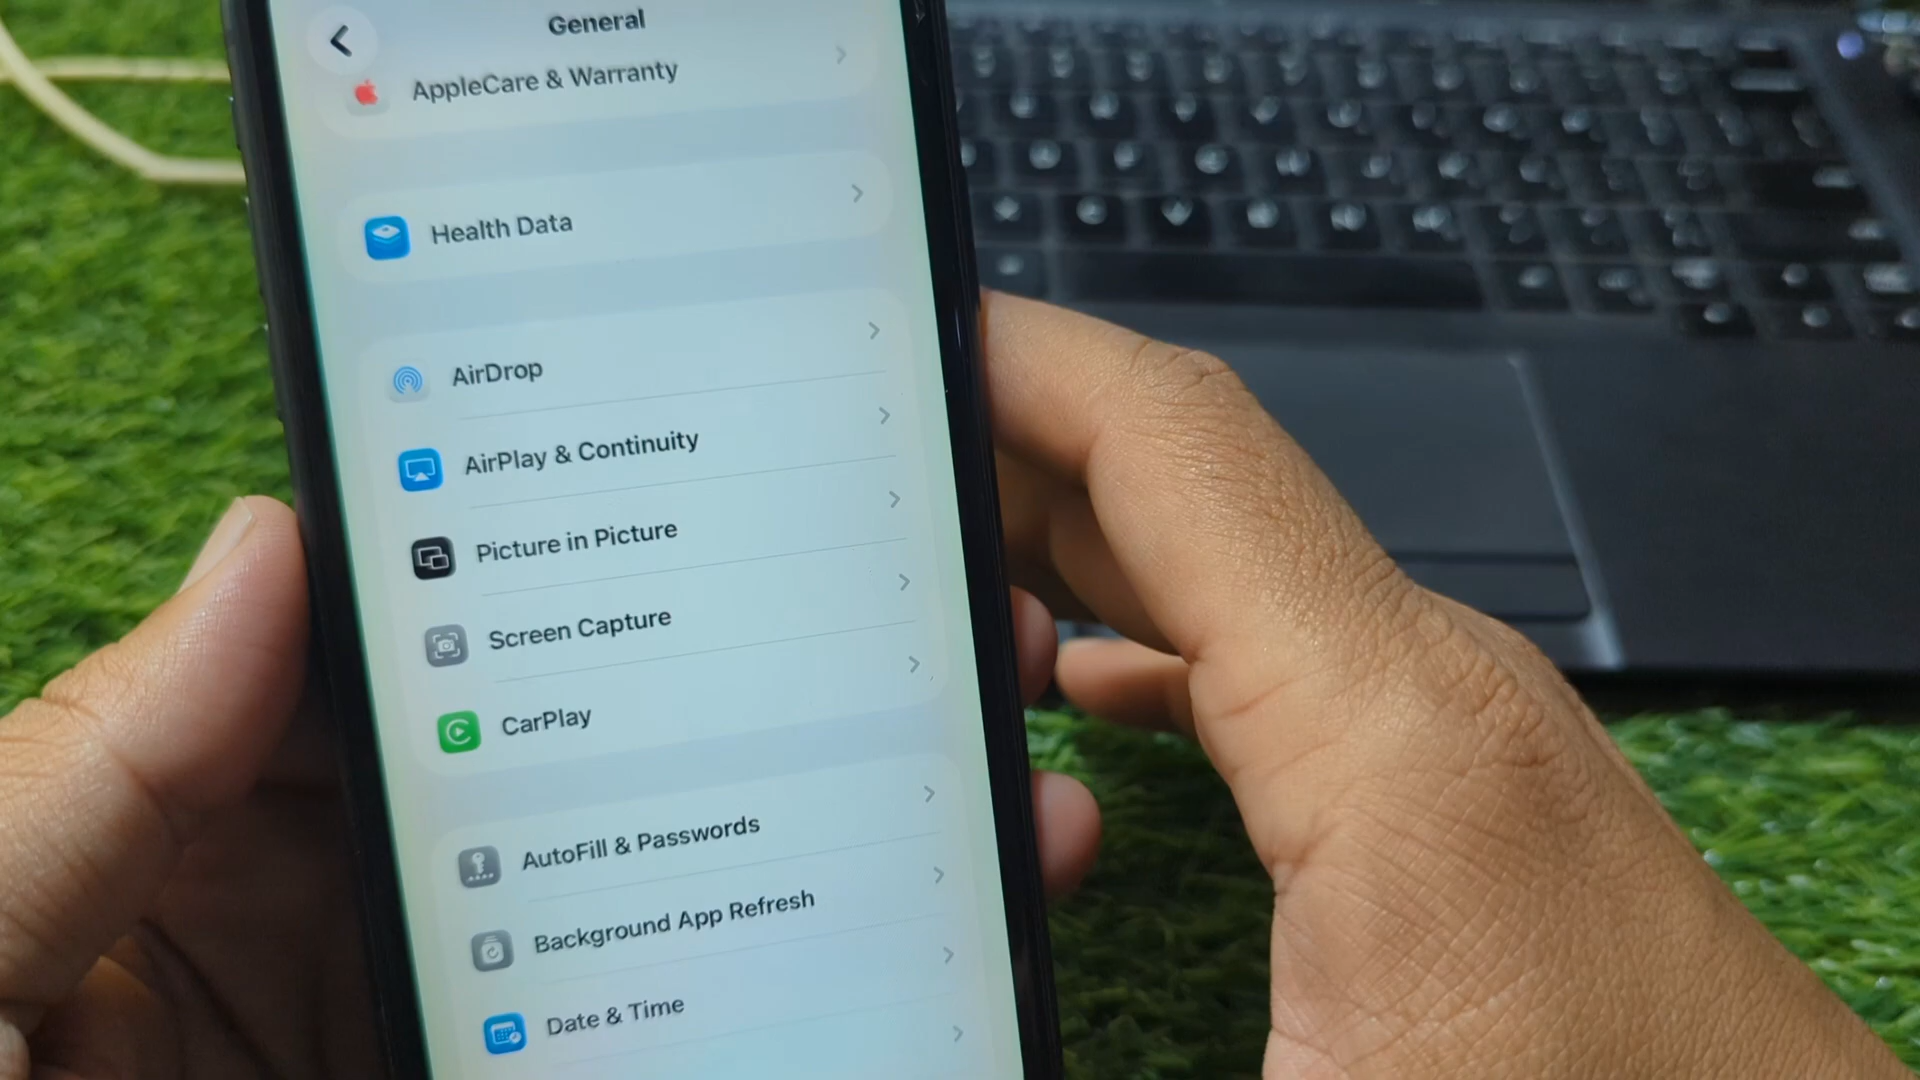 General
AppleCare & Warranty
Health Data
AirDrop
AirPlay & Continuity
Picture in Picture
Screen Capture
CarPlay
AutoFill & Passwords
Background App Refresh
Date & Time